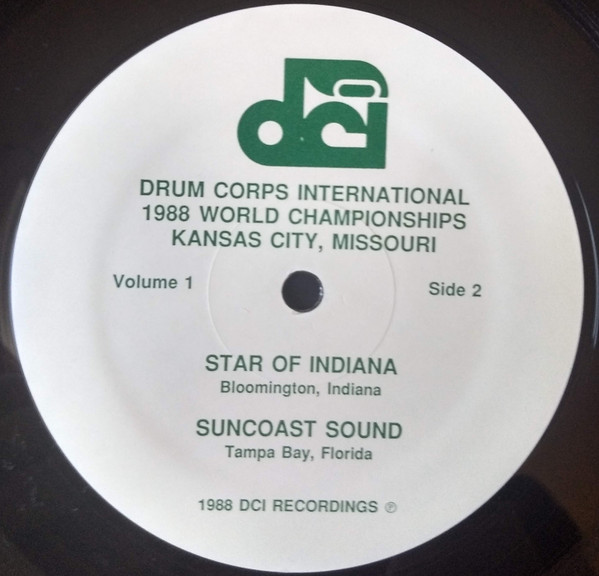 dci
DRUM CORPS INTERNATIONAL
1988 WORLD CHAMPIONSHIPS
KANSAS CITY, MISSOURI
Volume 1 Side 2
STAR OF INDIANA
Bloomington, Indiana
SUNCOAST SOUND
Tampa Bay, Florida
1988 DCI RECORDINGS ℗